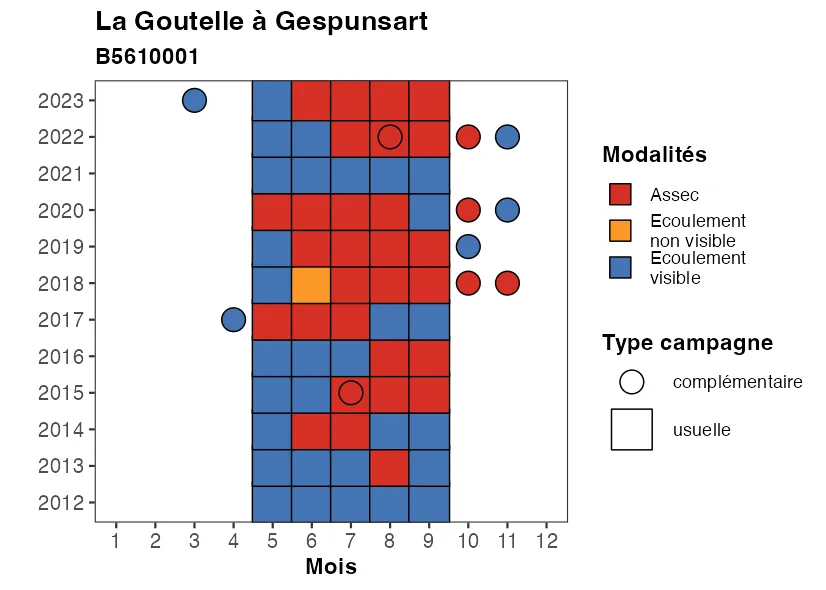 La Goutelle à Gespunsart
B5610001
2023
2022
2021
2020
2019
2018
2017
2016
2015
2014
2013
2012
1 2 3 4 5 6 7 8 9 10 11 12
Mois
Modalités
Assec
Ecoulement
non visible
Ecoulement
visible
Type campagne
complémentaire
usuelle